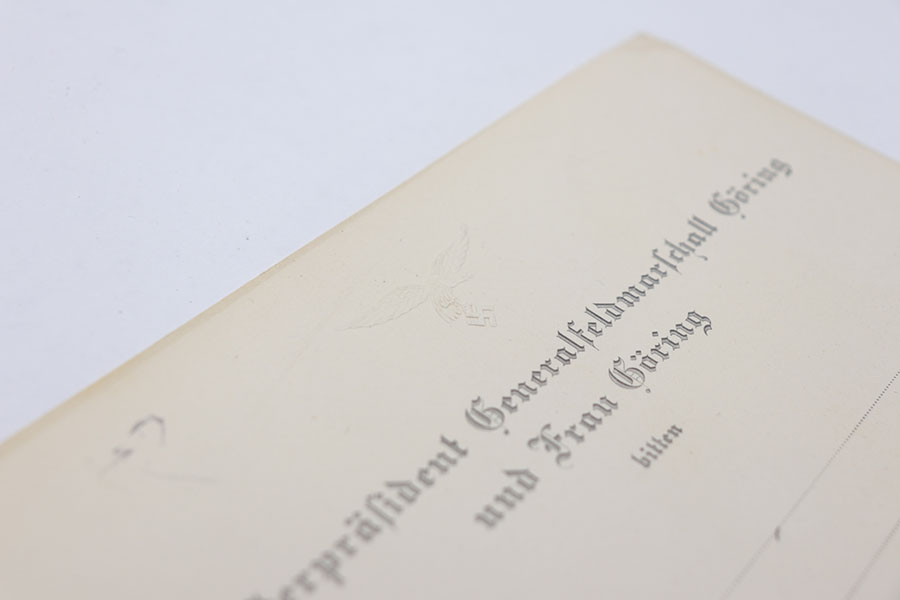 erpräsident Generalfeldmarschall Göring
und Frau Göring
bitten